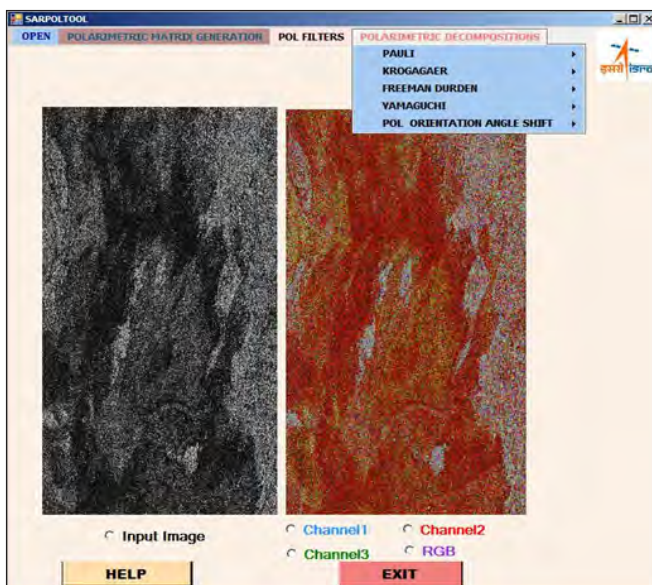 SARPOLTOOL
OPEN POLARIMETRIC MATRIX GENERATION POL FILTERS POLARIMETRIC DECOMPOSITIONS
PAULI
KROGAGAER
FREEMAN DURDEN
YAMAGUCHI
POL ORIENTATION ANGLE SHIFT
इसरो isro
Input Image
Channel1 Channel2
Channel3 RGB
HELP EXIT